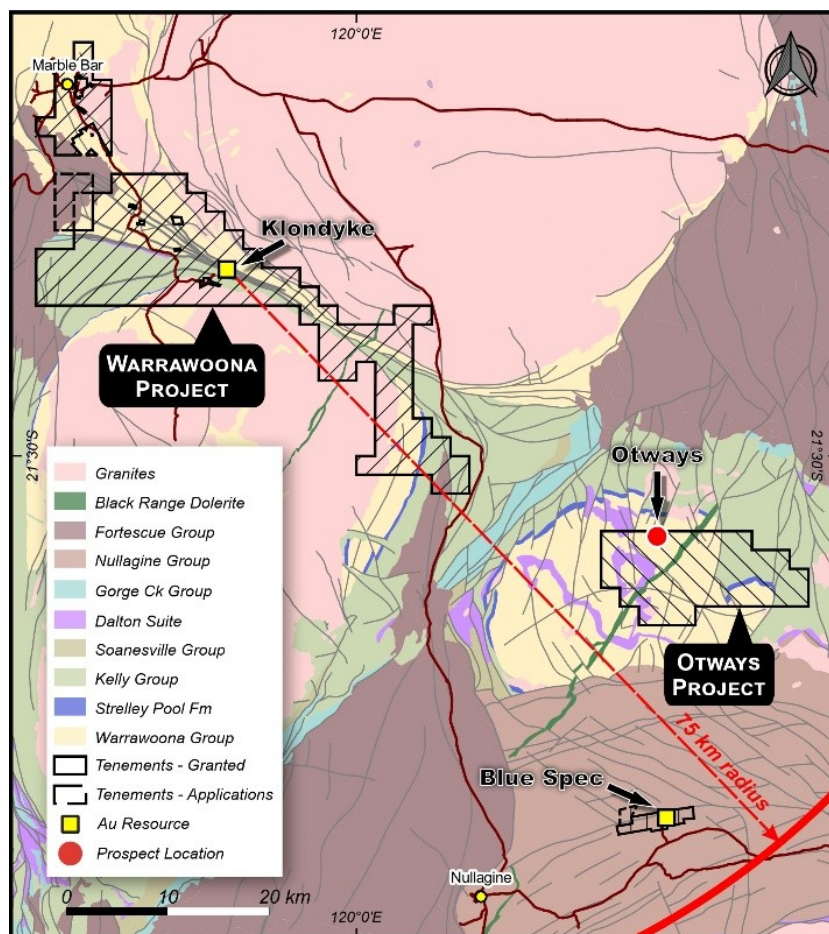 120°0'E
Marble Bar
Klondyke
WARRAWOONA
PROJECT
21°30'S
21°30'S
Otways
Granites
Black Range Dolerite
Fortescue Group
Nullagine Group
Gorge Ck Group
Dalton Suite
Soanesville Group
Kelly Group
Strelley Pool Fm
Warrawoona Group
Tenements - Granted
Tenements - Applications
Au Resource
Prospect Location
OTWAYS
PROJECT
75 km radius
Blue Spec
Nullagine
0 10 20 km
120°0'E